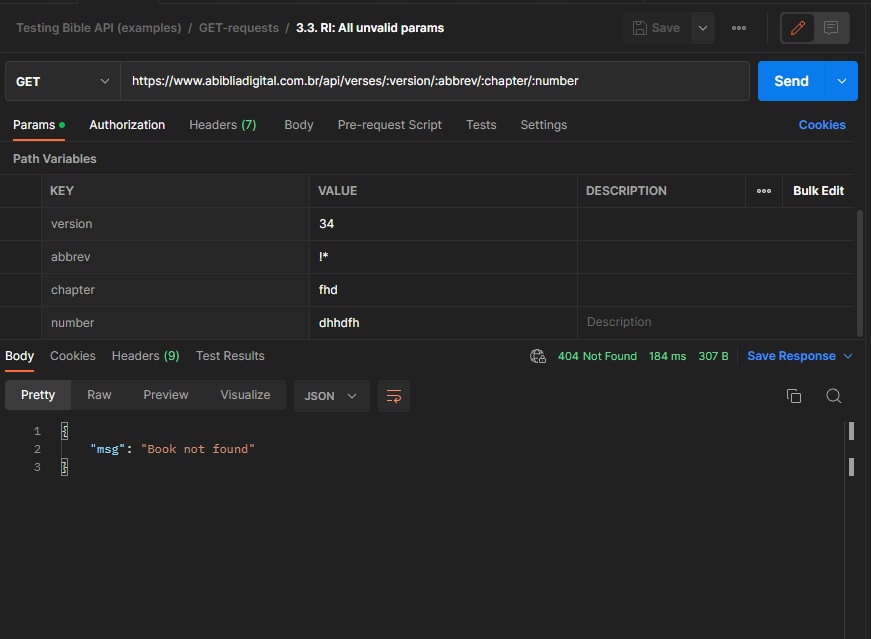 Testing Bible API (examples) / GET-requests / 3.3. RI: All unvalid params
Save
GET
https://www.abibliadigital.com.br/api/verses/:version/:abbrev/:chapter/:number
Send
Params Authorization Headers (7) Body Pre-request Script Tests Settings Cookies
Path Variables
KEY VALUE DESCRIPTION Bulk Edit
version 34
abbrev !*
chapter fhd
number dhhdfh Description
Body Cookies Headers (9) Test Results 404 Not Found 184 ms 307 B Save Response
Pretty Raw Preview Visualize JSON
1 {
2 "msg": "Book not found"
3 }